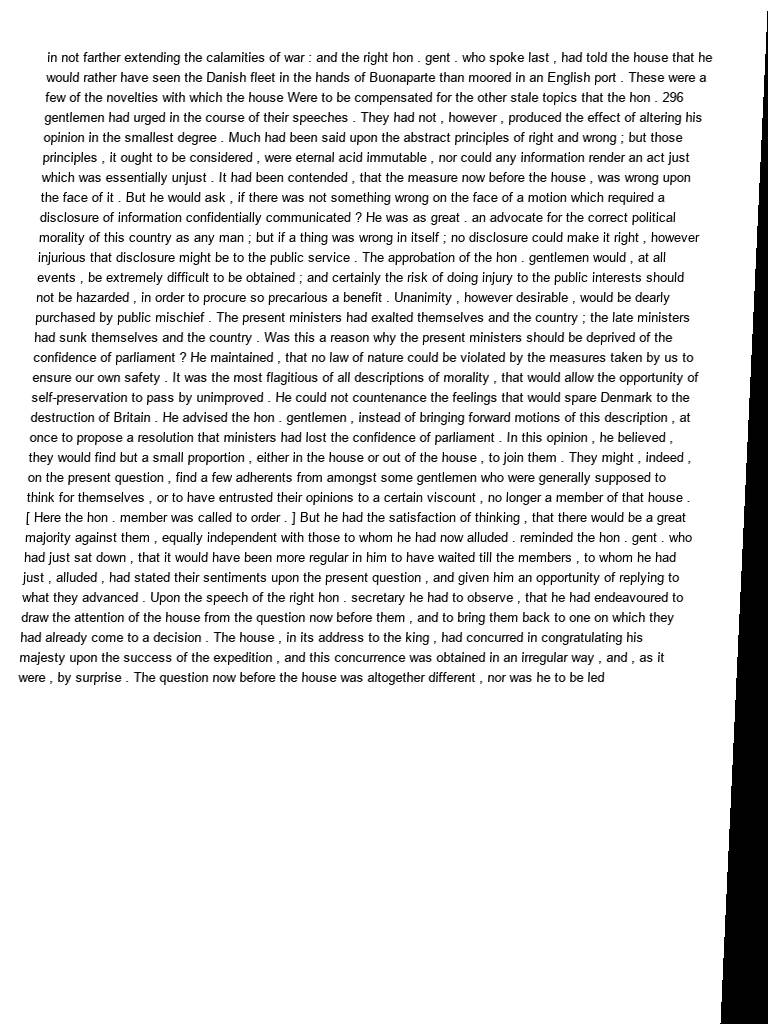 in not farther extending the calamities of war : and the right hon . gent . who spoke last , had told the house that he
would rather have seen the Danish fleet in the hands of Buonaparte than moored in an English port . These were a
few of the novelties with which the house Were to be compensated for the other stale topics that the hon . 296
gentlemen had urged in the course of their speeches . They had not , however , produced the effect of altering his
opinion in the smallest degree . Much had been said upon the abstract principles of right and wrong ; but those
principles , it ought to be considered , were eternal acid immutable , nor could any information render an act just
which was essentially unjust . It had been contended , that the measure now before the house , was wrong upon
the face of it . But he would ask , if there was not something wrong on the face of a motion which required a
disclosure of information confidentially communicated ? He was as great . an advocate for the correct political
morality of this country as any man ; but if a thing was wrong in itself ; no disclosure could make it right , however
injurious that disclosure might be to the public service . The approbation of the hon . gentlemen would , at all
events , be extremely difficult to be obtained ; and certainly the risk of doing injury to the public interests should
not be hazarded , in order to procure so precarious a benefit . Unanimity , however desirable , would be dearly
purchased by public mischief . The present ministers had exalted themselves and the country ; the late ministers
had sunk themselves and the country . Was this a reason why the present ministers should be deprived of the
confidence of parliament ? He maintained , that no law of nature could be violated by the measures taken by us to
ensure our own safety . It was the most flagitious of all descriptions of morality , that would allow the opportunity of
self-preservation to pass by unimproved . He could not countenance the feelings that would spare Denmark to the
destruction of Britain . He advised the hon . gentlemen , instead of bringing forward motions of this description , at
once to propose a resolution that ministers had lost the confidence of parliament . In this opinion , he believed ,
they would find but a small proportion , either in the house or out of the house , to join them . They might , indeed ,
on the present question , find a few adherents from amongst some gentlemen who were generally supposed to
think for themselves , or to have entrusted their opinions to a certain viscount , no longer a member of that house .
[ Here the hon . member was called to order . ] But he had the satisfaction of thinking , that there would be a great
majority against them , equally independent with those to whom he had now alluded . reminded the hon . gent . who
had just sat down , that it would have been more regular in him to have waited till the members , to whom he had
just , alluded , had stated their sentiments upon the present question , and given him an opportunity of replying to
what they advanced . Upon the speech of the right hon . secretary he had to observe , that he had endeavoured to
draw the attention of the house from the question now before them , and to bring them back to one on which they
had already come to a decision . The house , in its address to the king , had concurred in congratulating his
majesty upon the success of the expedition , and this concurrence was obtained in an irregular way , and , as it
were , by surprise . The question now before the house was altogether different , nor was he to be led